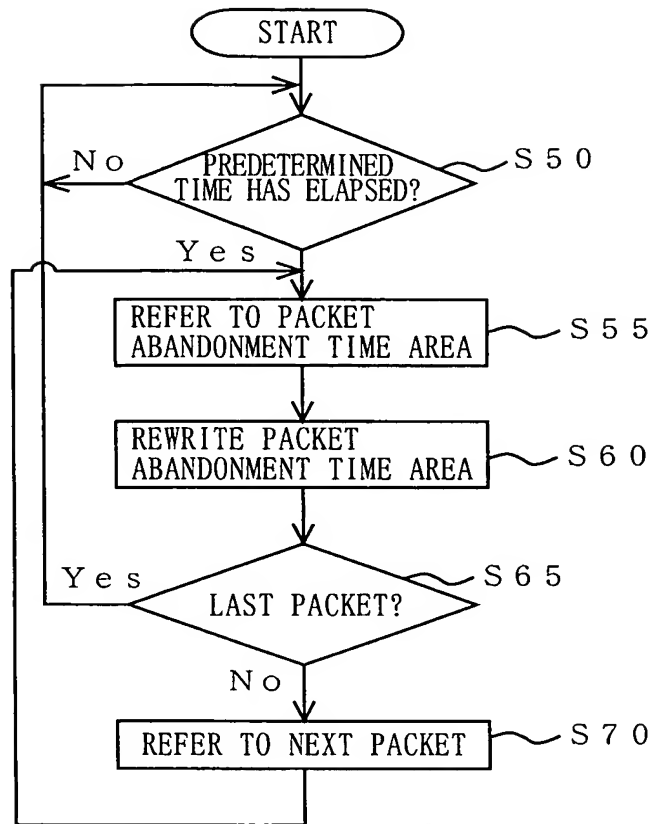 START
No
PREDETERMINED
TIME HAS ELAPSED?
S50
Yes
REFER TO PACKET
ABANDONMENT TIME AREA
S55
REWRITE PACKET
ABANDONMENT TIME AREA
S60
Yes
LAST PACKET?
S65
No
REFER TO NEXT PACKET
S70